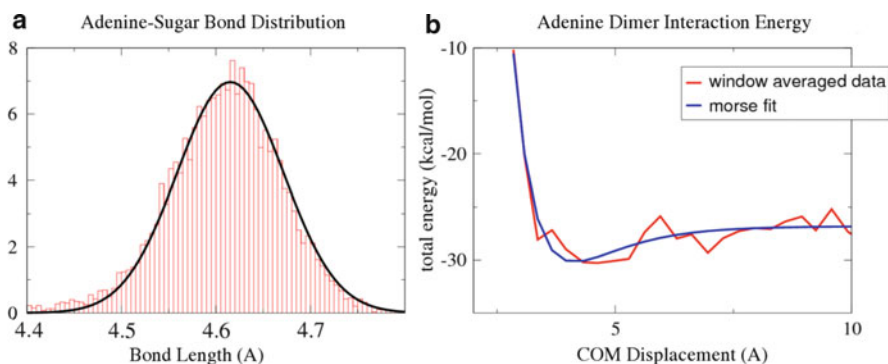 a
Adenine-Sugar Bond Distribution
8
6
4
2
0
4.4
4.5
4.6
4.7
Bond Length (A)
b
Adenine Dimer Interaction Energy
-10
-20
-30
total energy (kcal/mol)
window averaged data
morse fit
5
10
COM Displacement (A)